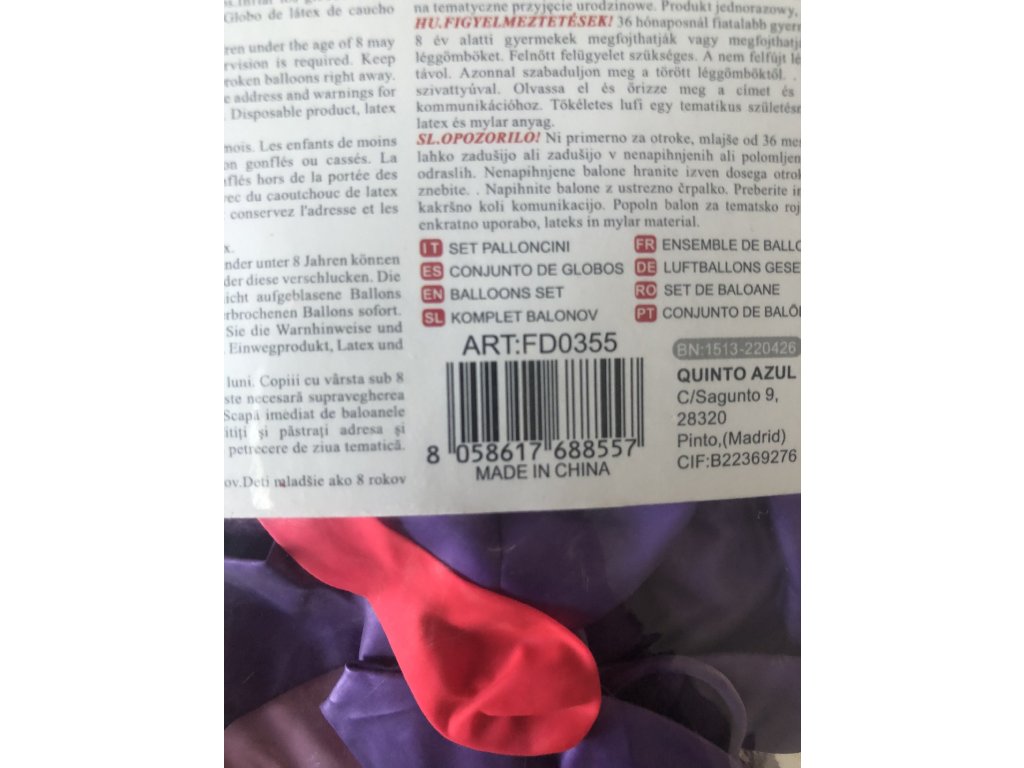 Globo de látex de caucho
ren under the age of 8 may
rvision is required. Keep
roken balloons right away.
e address and warnings for
. Disposable product, latex
mois. Les enfants de moins
on gonflés ou cassés. La
flés hors de la portée des
vec du caoutchouc de latex
conservez l'adresse et les
x.
nder unter 8 Jahren können
der diese verschlucken. Die
icht aufgeblasene Ballons
rbrochenen Ballons sofort.
Sie die Warnhinweise und
. Einwegprodukt, Latex und
luni. Copiii cu vârsta sub 8
ste necesară supravegherea
Scapă imediat de baloanele
itiți și păstrați adresa și
petrecere de ziua tematică.
ov.Deti mladšie ako 8 rokov
na tematyczne przyjęcie urodzinowe. Produkt jednorazowy,
HU.FIGYELMEZTETÉSEK! 36 hónaposnál fiatalabb gyerm
8 év alatti gyermekek megfojthatják vagy megfojthatj
léggömböket. Felnőtt felügyelet szükséges. A nem felfújt lé
távol. Azonnal szabaduljon meg a törött léggömböktől. .
szivattyúval. Olvassa el és őrizze meg a címet és
kommunikációhoz. Tökéletes lufi egy tematikus születésn
latex és mylar anyag.
SL.OPOZORILO! Ni primerno za otroke, mlajše od 36 me
lahko zadušijo ali zadušijo v nenapihnjenih ali polomljen
odraslih. Nenapihnjene balone hranite izven dosega otrok
znebite. . Napihnite balone z ustrezno črpalko. Preberite in
kakršno koli komunikacijo. Popoln balon za tematsko roj
enkratno uporabo, lateks in mylar material.
IT SET PALLONCINI
ES CONJUNTO DE GLOBOS
EN BALLOONS SET
SL KOMPLET BALONOV
FR ENSEMBLE DE BALLO
DE LUFTBALLONS GESE
RO SET DE BALOANE
PT CONJUNTO DE BALÕ
ART:FD0355
8 058617 688557
MADE IN CHINA
BN:1513-220426
QUINTO AZUL
C/Sagunto 9,
28320
Pinto,(Madrid)
CIF:B22369276